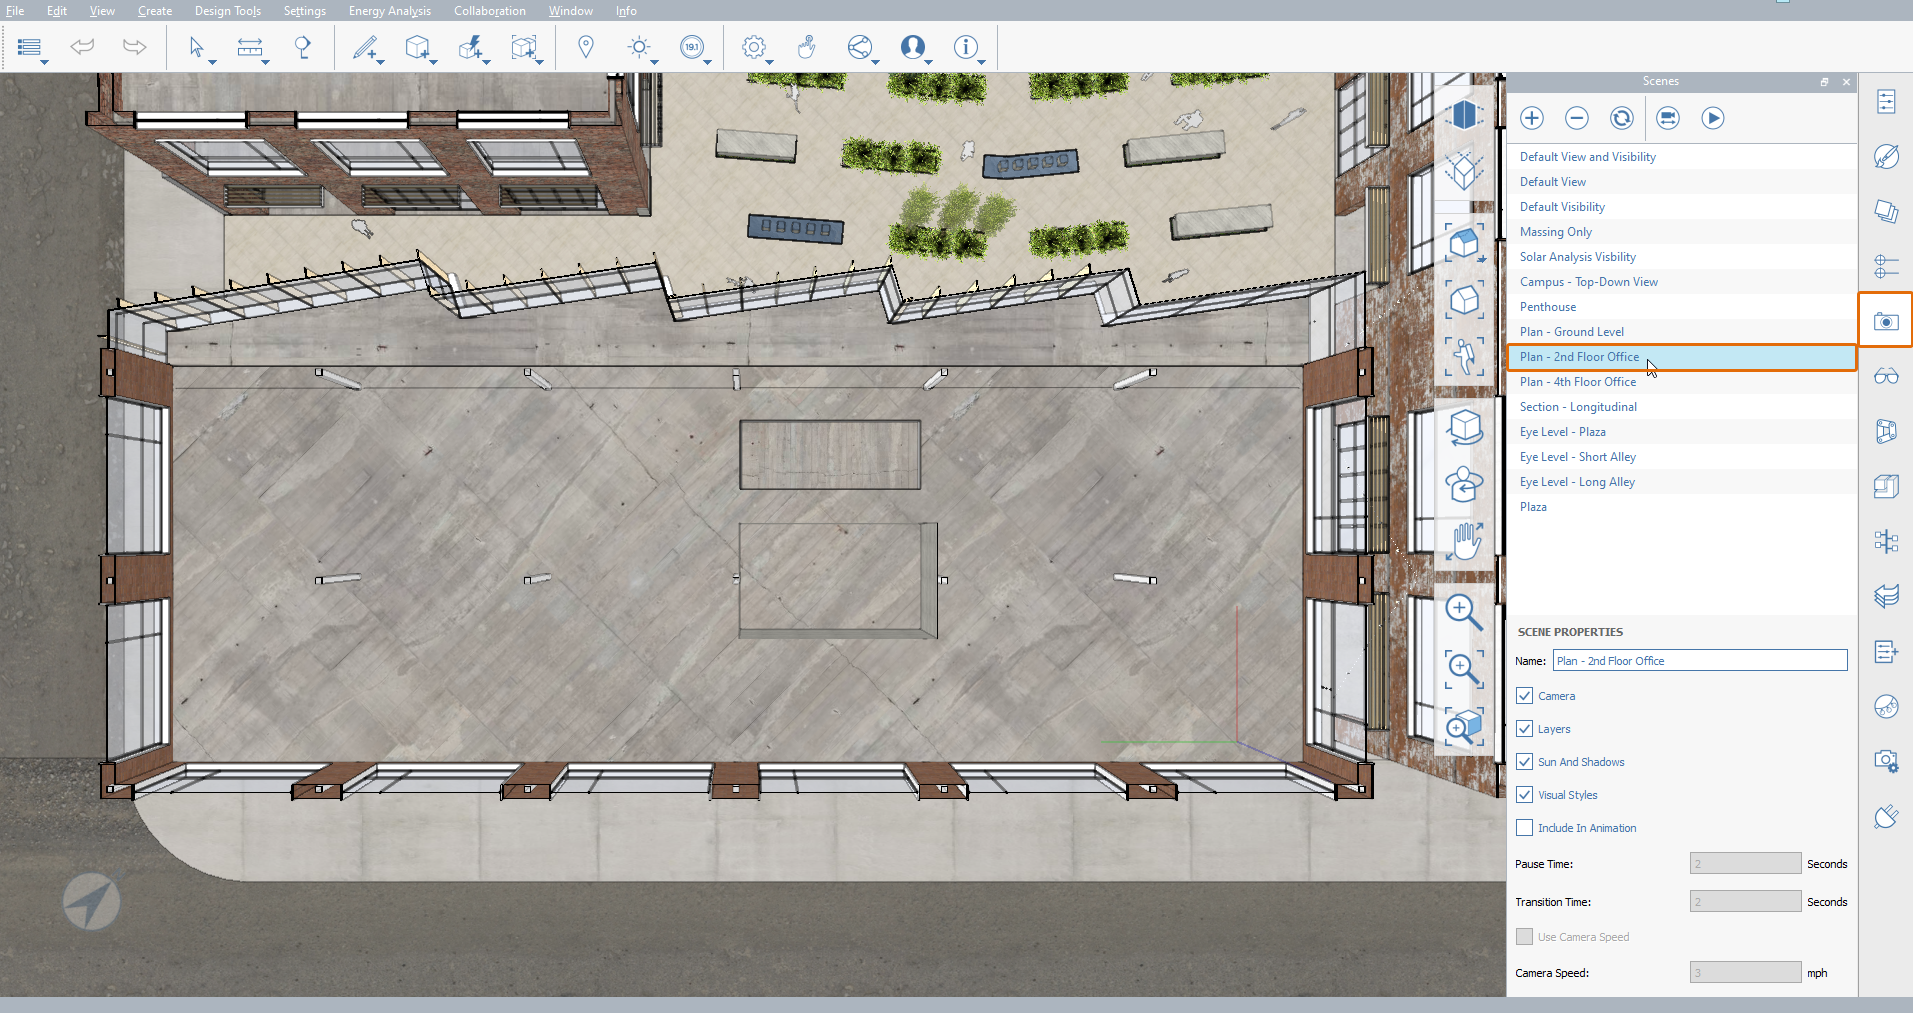 File Edit View Create Design Tools Settings Energy Analysis Collaboration Window Info
19.1
Scenes
Default View and Visibility
Default View
Default Visibility
Massing Only
Solar Analysis Visbility
Campus - Top-Down View
Penthouse
Plan - Ground Level
Plan - 2nd Floor Office
Plan - 4th Floor Office
Section - Longitudinal
Eye Level - Plaza
Eye Level - Short Alley
Eye Level - Long Alley
Plaza
SCENE PROPERTIES
Name: Plan - 2nd Floor Office
Camera
Layers
Sun And Shadows
Visual Styles
Include In Animation
Pause Time: 2 Seconds
Transition Time: 2 Seconds
Use Camera Speed
Camera Speed: 3 mph